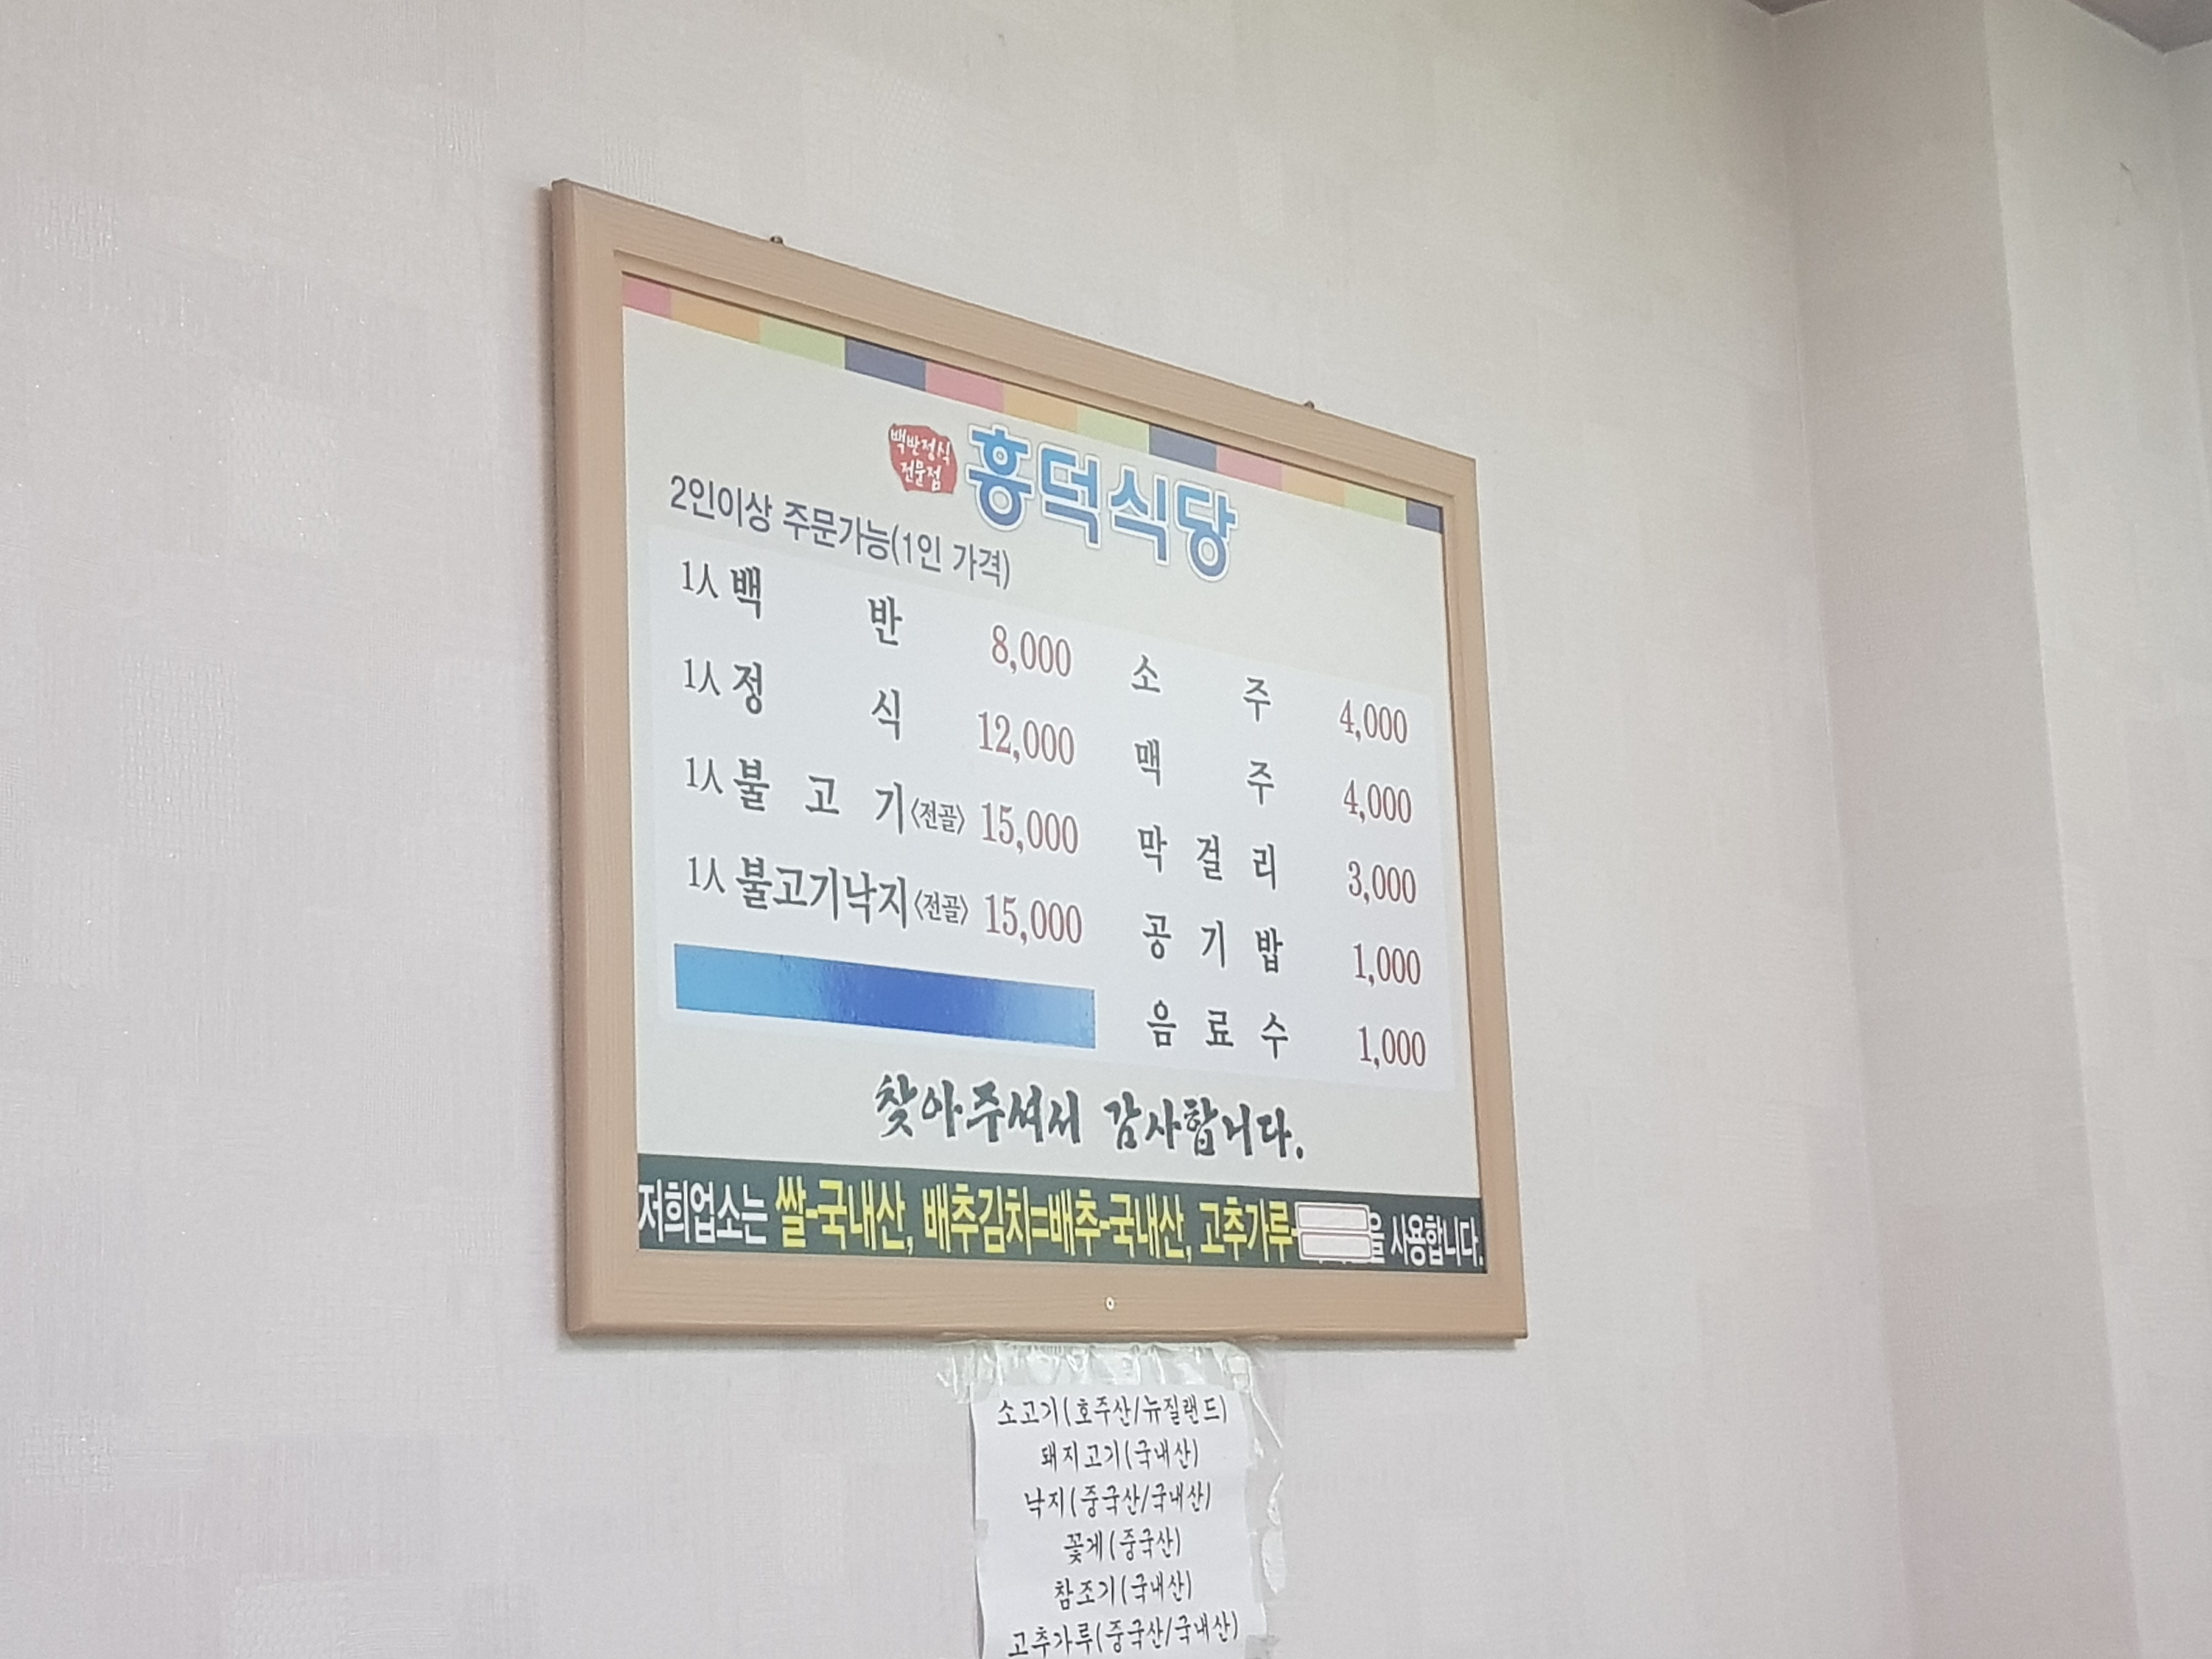 백반정식
전문점
흥덕식당
2인이상 주문가능(1인 가격)
1人 백 반 8,000
1人 정 식 12,000
1人 불 고 기〈전골〉 15,000
1人 불고기낙지〈전골〉 15,000
소 주 4,000
맥 주 4,000
막 걸 리 3,000
공 기 밥 1,000
음 료 수 1,000
찾아주셔서 감사합니다.
저희업소는 쌀-국내산, 배추김치=배추-국내산, 고추가루- 을 사용합니다.
소고기(호주산/뉴질랜드)
돼지고기(국내산)
낙지(중국산/국내산)
꽃게(중국산)
참조기(국내산)
고추가루(중국산/국내산)